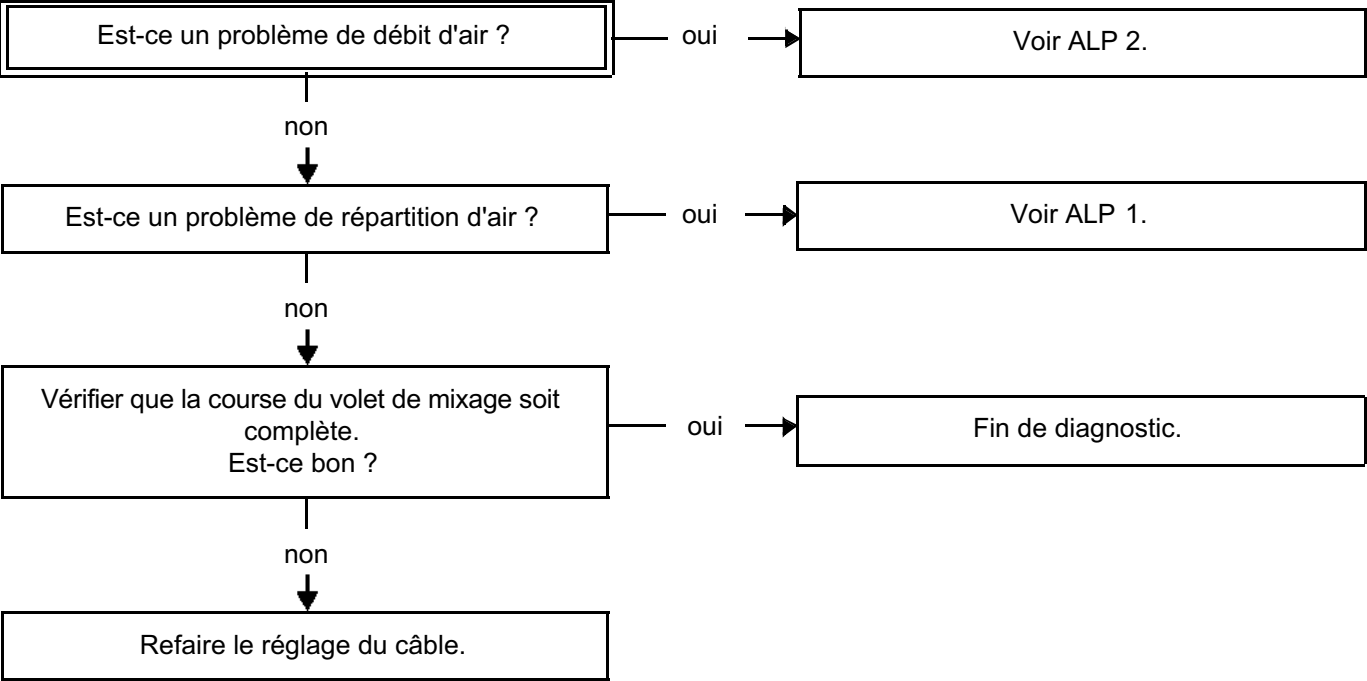 Est-ce un problème de débit d'air ?
oui
Voir ALP 2.
non
Est-ce un problème de répartition d'air ?
oui
Voir ALP 1.
non
Vérifier que la course du volet de mixage soit
complète.
Est-ce bon ?
oui
Fin de diagnostic.
non
Refaire le réglage du câble.